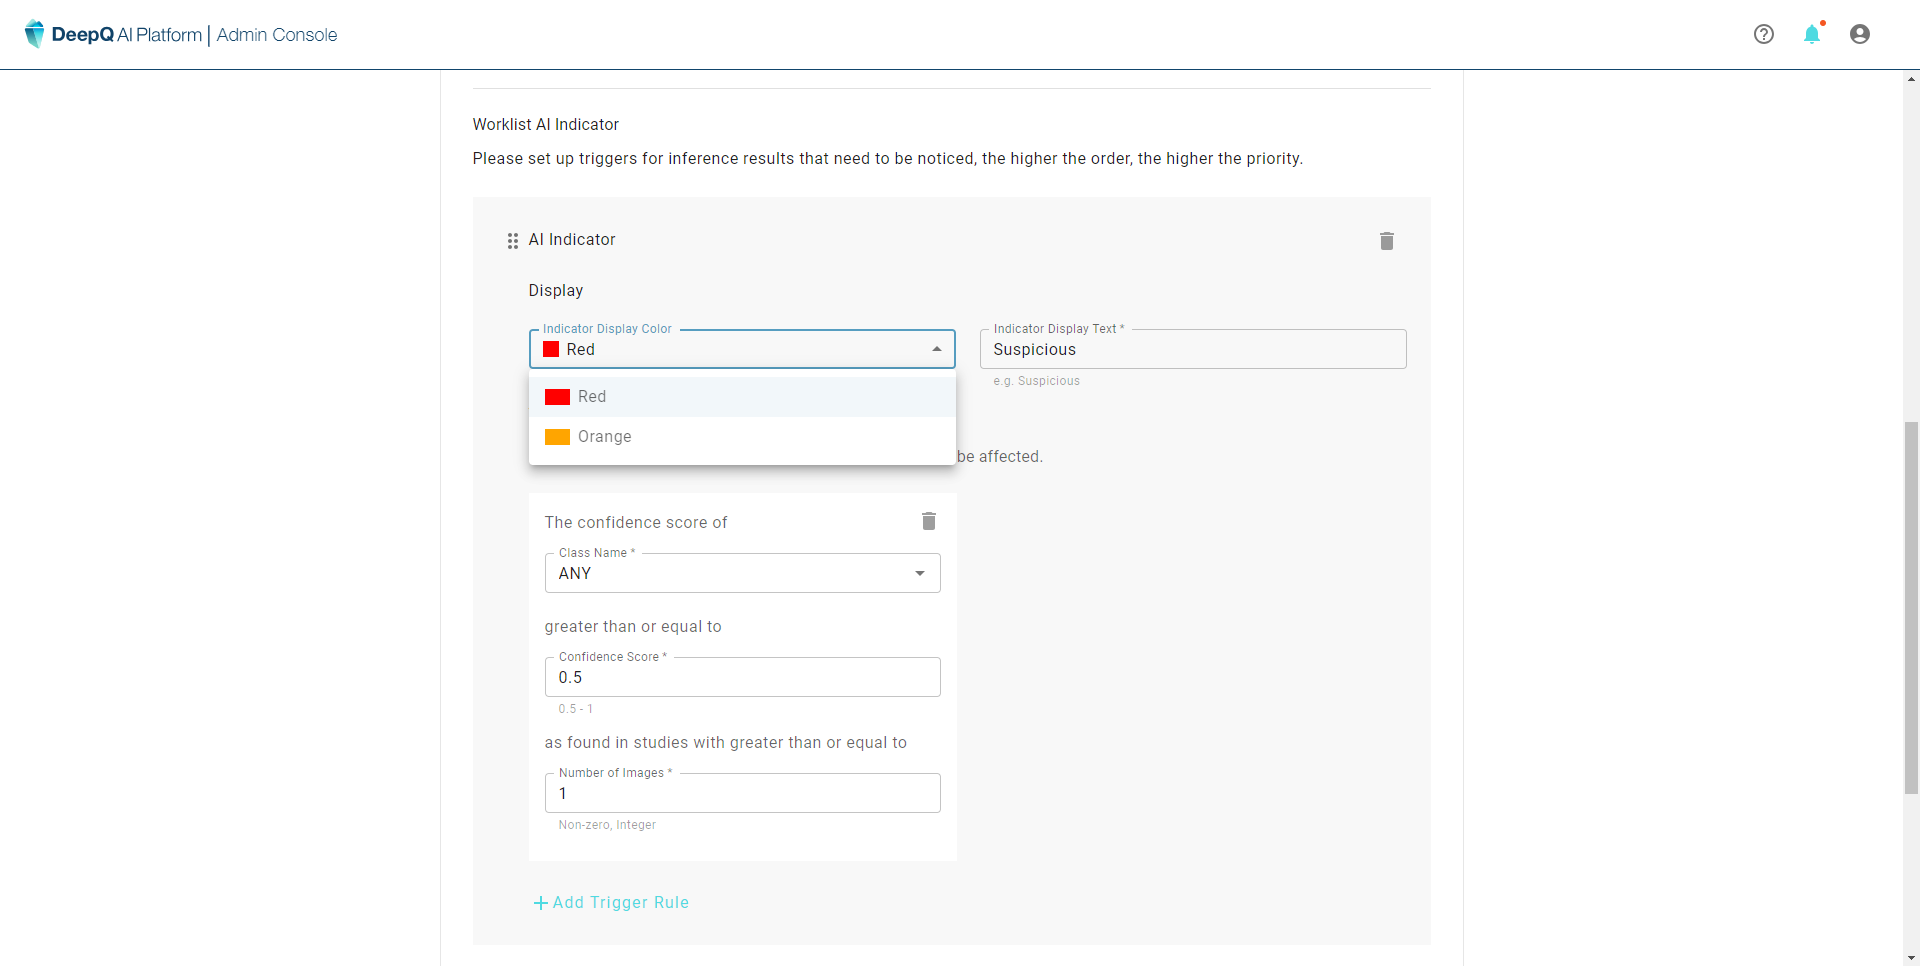 DeepQ AI Platform | Admin Console
Worklist AI Indicator
Please set up triggers for inference results that need to be noticed, the higher the order, the higher the priority.
AI Indicator
Display
Indicator Display Color
Red
Indicator Display Text *
Suspicious
e.g. Suspicious
Red
Orange
be affected.
The confidence score of
Class Name *
ANY
greater than or equal to
Confidence Score *
0.5
0.5 - 1
as found in studies with greater than or equal to
Number of Images *
1
Non-zero, Integer
+ Add Trigger Rule